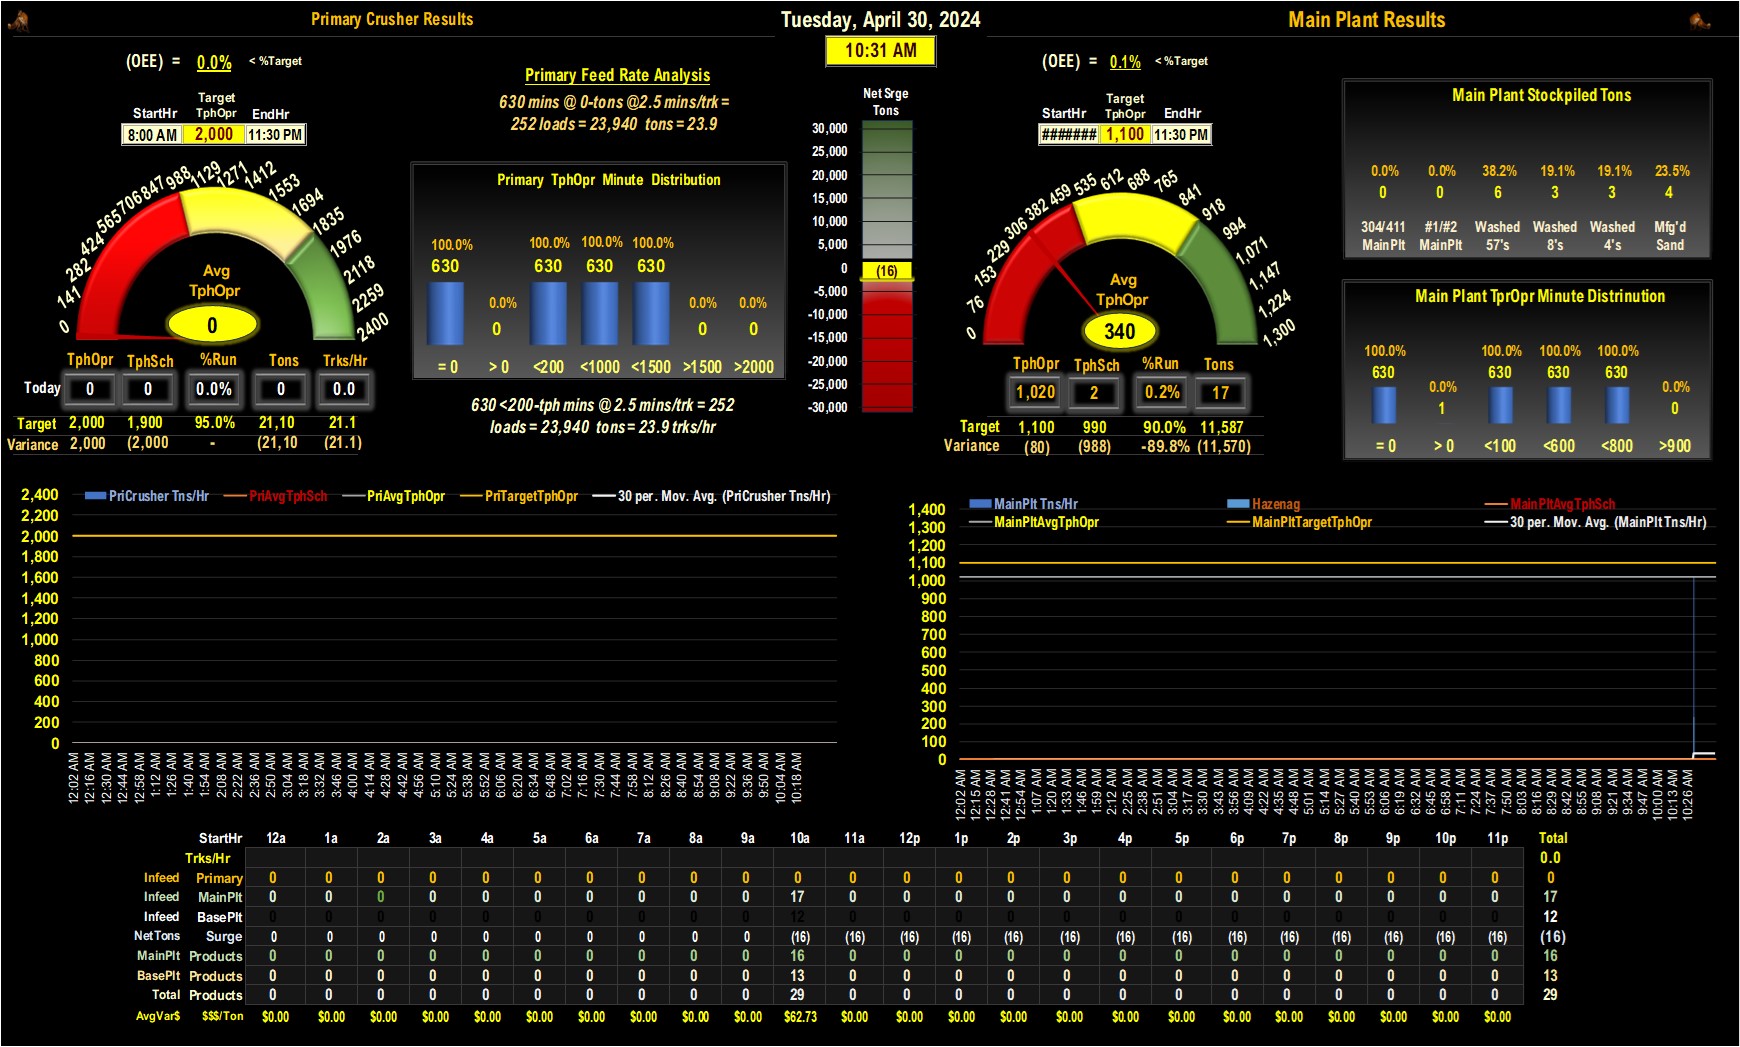 Primary Crusher Results
Tuesday, April 30, 2024
Main Plant Results
10:31 AM
(OEE) = 0.0% < %Target
Target
StartHr TphOpr EndHr
8:00 AM 2,000 11:30 PM
0 141 282 424 565 706 847 988 1129 1271 1412 1553 1694 1835 1976 2118 2259 2400
Avg
TphOpr
0
TphOpr TphSch %Run Tons Trks/Hr
Today 0 0 0.0% 0 0.0
Target 2,000 1,900 95.0% 21,10 21.1
Variance 2,000 (2,000 - (21,10 (21.1)
Primary Feed Rate Analysis
630 mins @ 0-tons @2.5 mins/trk =
252 loads = 23,940 tons = 23.9
Primary TphOpr Minute Distribution
100.0% 100.0% 100.0% 100.0%
630 630 630 630
0.0% 0.0% 0.0%
0 0 0
= 0 > 0 <200 <1000 <1500 >1500 >2000
630 <200-tph mins @ 2.5 mins/trk = 252
loads = 23,940 tons = 23.9 trks/hr
Net Srge
Tons
30,000
25,000
20,000
15,000
10,000
5,000
0 (16)
-5,000
-10,000
-15,000
-20,000
-25,000
-30,000
(OEE) = 0.1% < %Target
Target
StartHr TphOpr EndHr
####### 1,100 11:30 PM
0 76 153 229 306 382 459 535 612 688 765 841 918 994 1,071 1,147 1,224 1,300
Avg
TphOpr
340
TphOpr TphSch %Run Tons
1,020 2 0.2% 17
Target 1,100 990 90.0% 11,587
Variance (80) (988) -89.8% (11,570)
Main Plant Stockpiled Tons
0.0% 0.0% 38.2% 19.1% 19.1% 23.5%
0 0 6 3 3 4
304/411 #1/#2 Washed Washed Washed Mfg'd
MainPlt MainPlt 57's 8's 4's Sand
Main Plant TprOpr Minute Distrinution
100.0% 100.0% 100.0% 100.0%
630 630 630 630
0.0% 0.0%
1 0
= 0 > 0 <100 <600 <800 >900
PriCrusher Tns/Hr PriAvgTphSch PriAvgTphOpr PriTargetTphOpr 30 per. Mov. Avg. (PriCrusher Tns/Hr)
2,400
2,200
2,000
1,800
1,600
1,400
1,200
1,000
800
600
400
200
0
12:02 AM 12:16 AM 12:30 AM 12:44 AM 12:58 AM 1:12 AM 1:26 AM 1:40 AM 1:54 AM 2:08 AM 2:22 AM 2:36 AM 2:50 AM 3:04 AM 3:18 AM 3:32 AM 3:46 AM 4:00 AM 4:14 AM 4:28 AM 4:42 AM 4:56 AM 5:10 AM 5:24 AM 5:38 AM 5:52 AM 6:06 AM 6:20 AM 6:34 AM 6:48 AM 7:02 AM 7:16 AM 7:30 AM 7:44 AM 7:58 AM 8:12 AM 8:26 AM 8:40 AM 8:54 AM 9:08 AM 9:22 AM 9:36 AM 9:50 AM 10:04 AM 10:18 AM
MainPlt Tns/Hr Hazenag MainPltAvgTphSch
MainPltAvgTphOpr MainPltTargetTphOpr 30 per. Mov. Avg. (MainPlt Tns/Hr)
1,400
1,300
1,200
1,100
1,000
900
800
700
600
500
400
300
200
100
0
12:02 AM 12:15 AM 12:28 AM 12:41 AM 12:54 AM 1:07 AM 1:20 AM 1:33 AM 1:46 AM 1:59 AM 2:12 AM 2:25 AM 2:38 AM 2:51 AM 3:04 AM 3:17 AM 3:30 AM 3:43 AM 3:56 AM 4:09 AM 4:22 AM 4:35 AM 4:48 AM 5:01 AM 5:14 AM 5:27 AM 5:40 AM 5:53 AM 6:06 AM 6:19 AM 6:32 AM 6:45 AM 6:58 AM 7:11 AM 7:24 AM 7:37 AM 7:50 AM 8:03 AM 8:16 AM 8:29 AM 8:42 AM 8:55 AM 9:08 AM 9:21 AM 9:34 AM 9:47 AM 10:00 AM 10:13 AM 10:26 AM
StartHr 12a 1a 2a 3a 4a 5a 6a 7a 8a 9a 10a 11a 12p 1p 2p 3p 4p 5p 6p 7p 8p 9p 10p 11p Total
Trks/Hr 0.0
Infeed Primary 0 0 0 0 0 0 0 0 0 0 0 0 0 0 0 0 0 0 0 0 0 0 0 0 0
Infeed MainPlt 0 0 0 0 0 0 0 0 0 0 17 0 0 0 0 0 0 0 0 0 0 0 0 0 17
Infeed BasePlt 0 0 0 0 0 0 0 0 0 0 12 0 0 0 0 0 0 0 0 0 0 0 0 0 12
NetTons Surge 0 0 0 0 0 0 0 0 0 0 (16) (16) (16) (16) (16) (16) (16) (16) (16) (16) (16) (16) (16) (16) (16)
MainPlt Products 0 0 0 0 0 0 0 0 0 0 16 0 0 0 0 0 0 0 0 0 0 0 0 0 16
BasePlt Products 0 0 0 0 0 0 0 0 0 0 13 0 0 0 0 0 0 0 0 0 0 0 0 0 13
Total Products 0 0 0 0 0 0 0 0 0 0 29 0 0 0 0 0 0 0 0 0 0 0 0 0 29
AvgVar$ $$$/Ton $0.00 $0.00 $0.00 $0.00 $0.00 $0.00 $0.00 $0.00 $0.00 $0.00 $62.73 $0.00 $0.00 $0.00 $0.00 $0.00 $0.00 $0.00 $0.00 $0.00 $0.00 $0.00 $0.00 $0.00